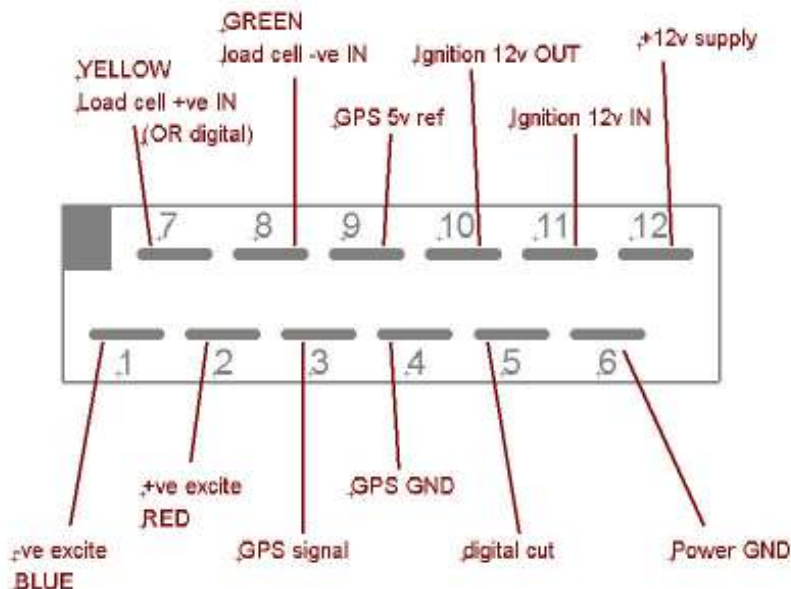 YELLOW
Load cell +ve IN
(OR digital)
GREEN
load cell -ve IN
GPS 5v ref
Ignition 12v OUT
Ignition 12v IN
+12v supply
7 8 9 10 11 12
1 2 3 4 5 6
-ve excite
BLUE
+ve excite
RED
GPS signal
GPS GND
digital cut
Power GND